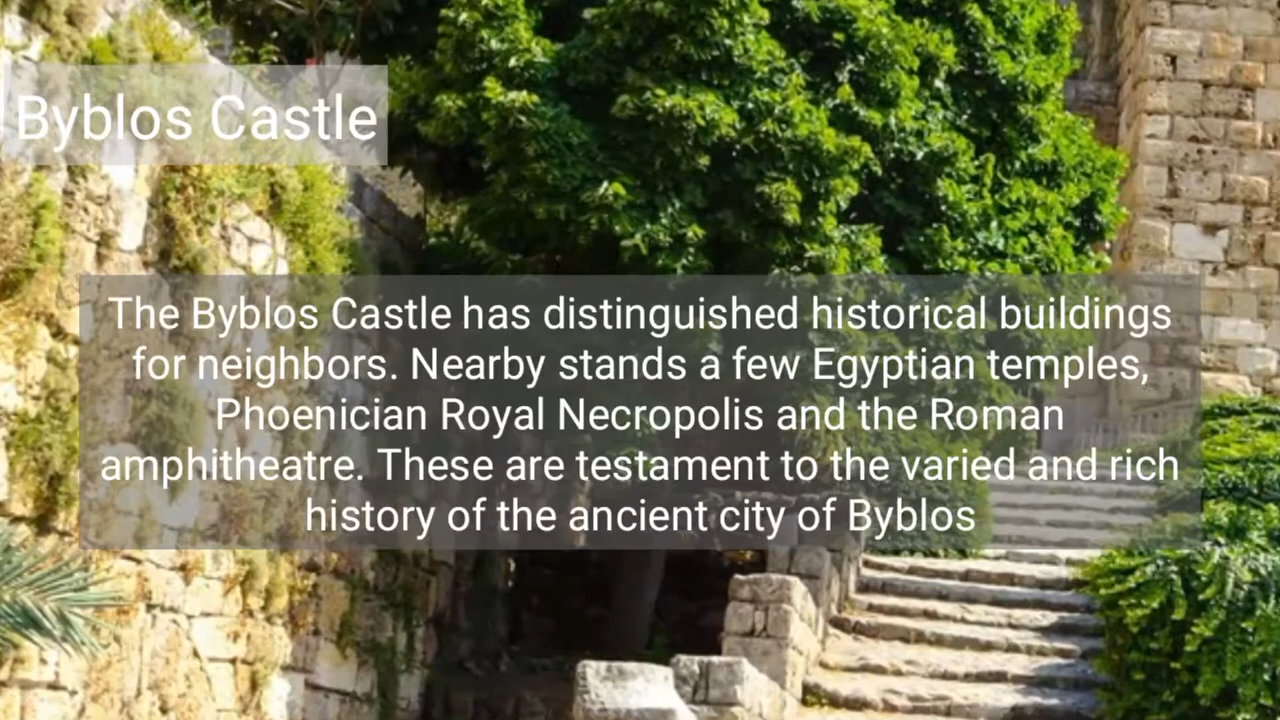 Byblos Castle
The Byblos Castle has distinguished historical buildings
for neighbors. Nearby stands a few Egyptian temples,
Phoenician Royal Necropolis and the Roman
amphitheatre. These are testament to the varied and rich
history of the ancient city of Byblos